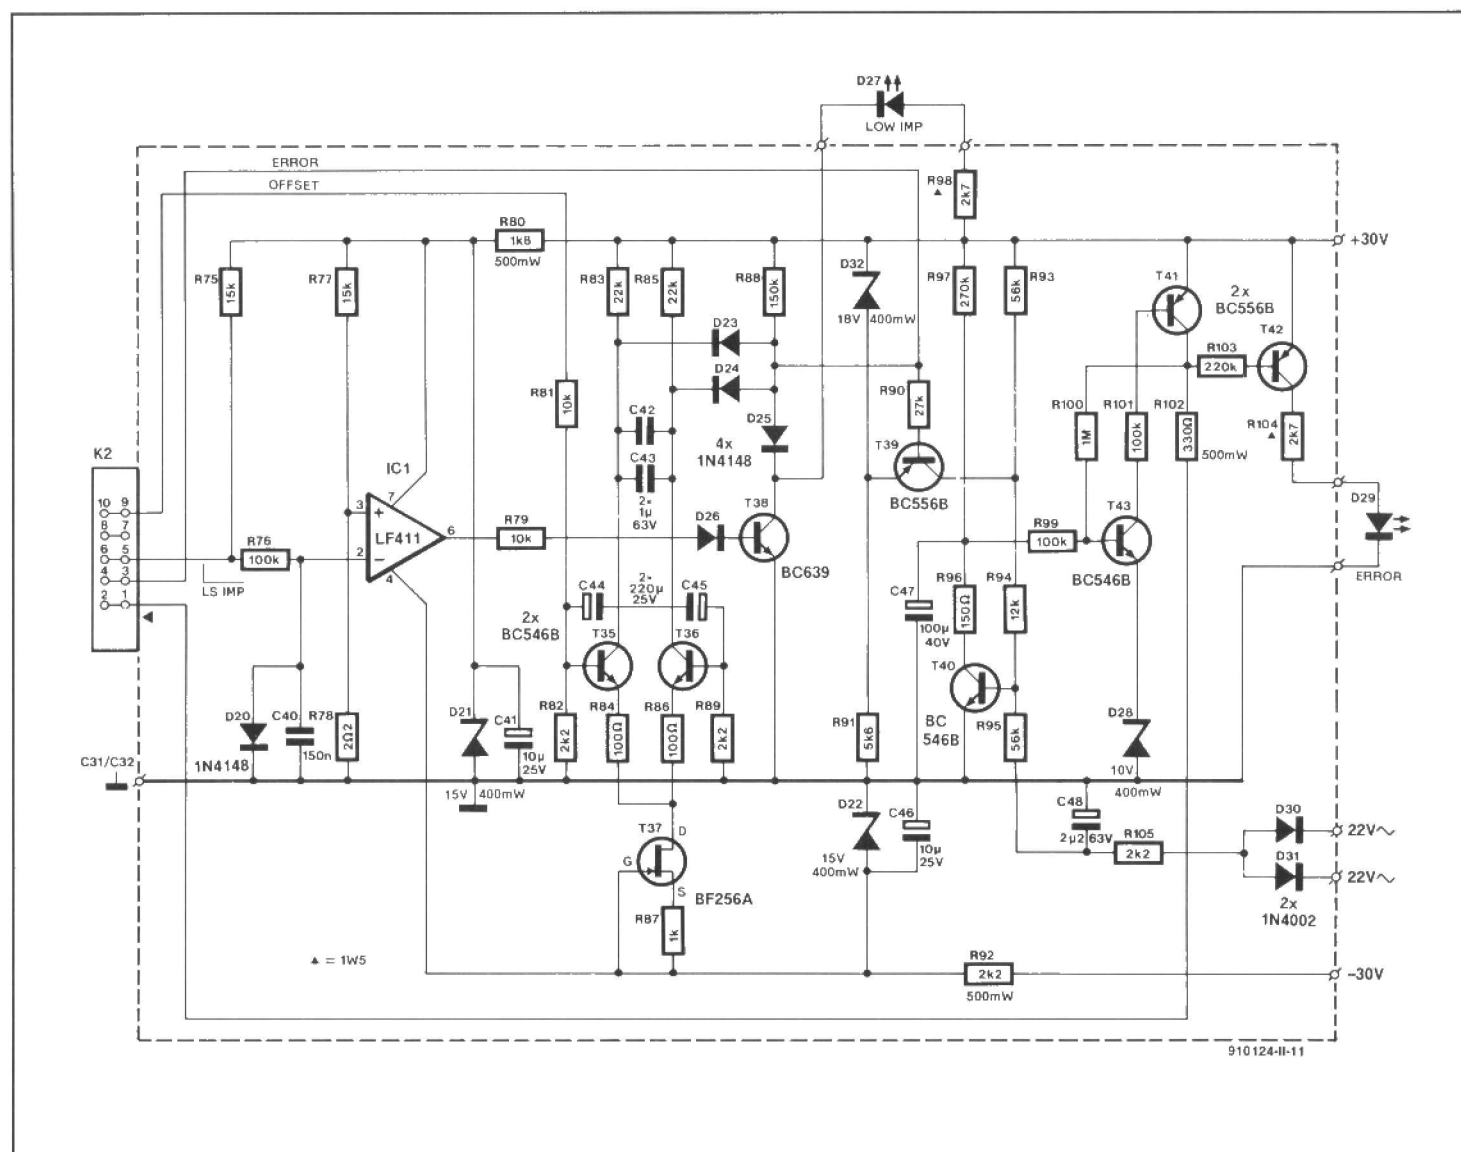 D27
LOW IMP
ERROR
OFFSET
R98
▲
2k7
R80
1k8
500mW
+30V
R75
15k
R77
15k
R83
22k
R85
22k
R88
150k
D32
18V 400mW
R97
270k
R93
56k
T41
2x
BC556B
T42
D23
D24
R81
10k
C42
C43
2×
1µ
63V
D25
4x
1N4148
R90
27k
T39
BC556B
R103
220k
R100
1M
R101
100k
R102
330Ω
500mW
R104
▲
2k7
K2
10 9
8 7
6 5
4 3
2 1
IC1
7
3
+
LF411
6
2
−
4
R76
100k
LS IMP
R79
10k
D26
T38
BC639
R99
100k
T43
BC546B
D29
ERROR
2×
220µ
25V
C44
C45
2x
BC546B
T35
T36
C47
100µ
40V
R96
150Ω
R94
12k
T40
BC
546B
R95
56k
D20
1N4148
C40
150n
R78
2Ω2
D21
15V 400mW
C41
10µ
25V
R82
2k2
R84
100Ω
R86
100Ω
R89
2k2
R91
5k6
D28
10V
400mW
C31/C32
T37
D
G
S
BF256A
R87
1k
D22
15V
400mW
C46
10µ
25V
C48
2µ2 63V
R105
2k2
D30
22V~
D31
22V~
2x
1N4002
▲ = 1W5
R92
2k2
500mW
−30V
910124-II-11